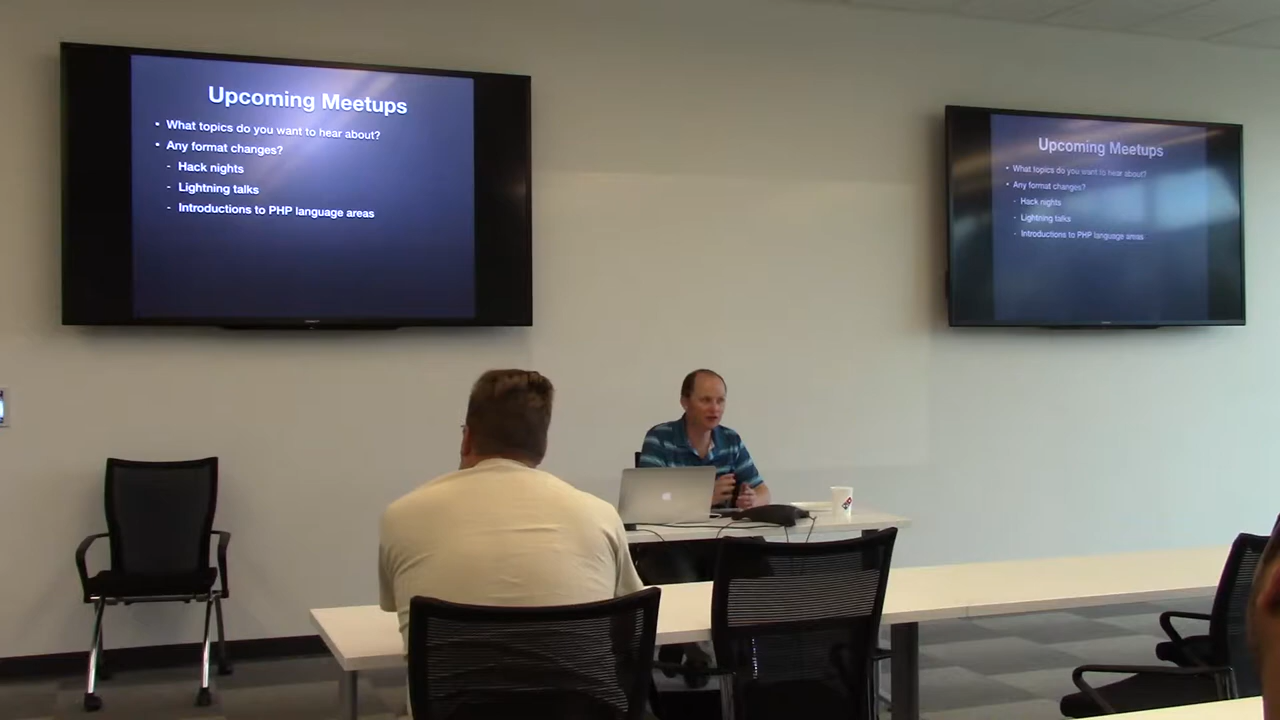 Upcoming Meetups
▪ What topics do you want to hear about?
▪ Any format changes?
- Hack nights
- Lightning talks
- Introductions to PHP language areas
Upcoming Meetups
▪ What topics do you want to hear about?
▪ Any format changes?
- Hack nights
- Lightning talks
- Introductions to PHP language areas